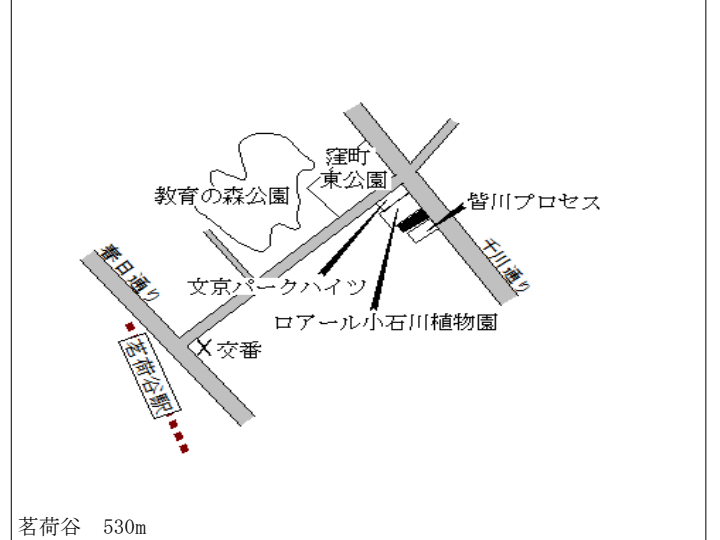 窪町
東公園
教育の森公園
皆川プロセス
春日通り
千川通り
文京パークハイツ
ロアール小石川植物園
交番
茗荷谷駅
茗荷谷　530m